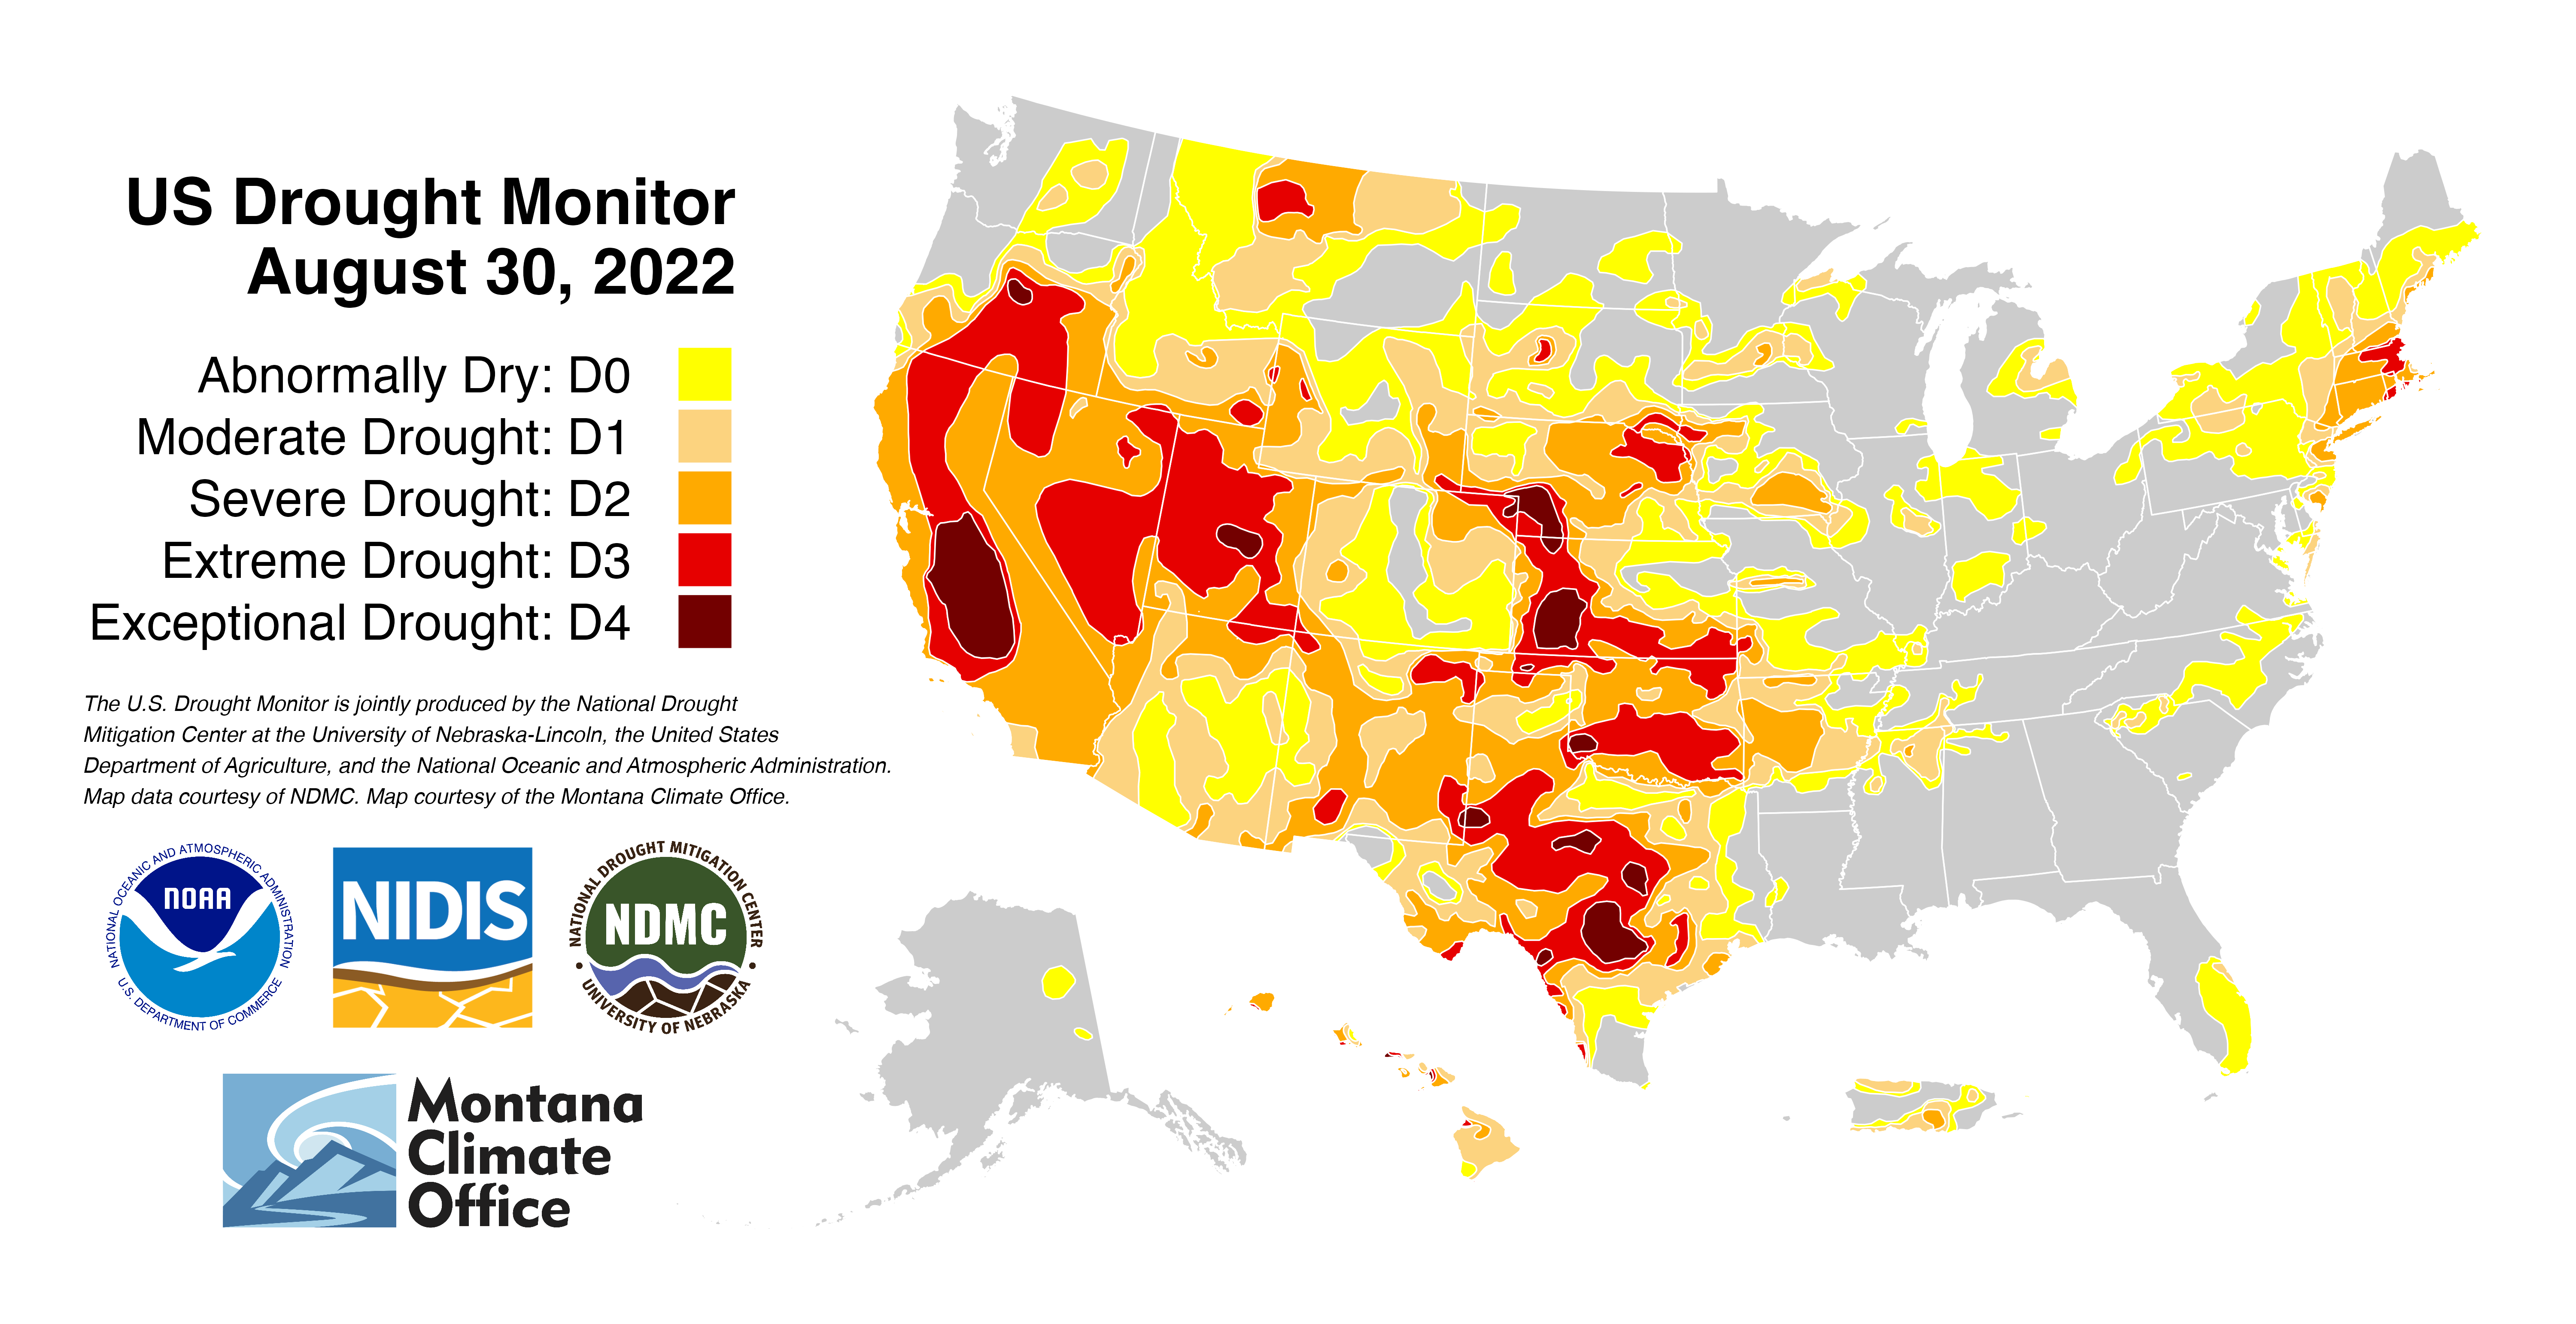 US Drought Monitor
August 30, 2022
Abnormally Dry: D0
Moderate Drought: D1
Severe Drought: D2
Extreme Drought: D3
Exceptional Drought: D4
The U.S. Drought Monitor is jointly produced by the National Drought
Mitigation Center at the University of Nebraska-Lincoln, the United States
Department of Agriculture, and the National Oceanic and Atmospheric Administration.
Map data courtesy of NDMC. Map courtesy of the Montana Climate Office.
NATIONAL OCEANIC AND ATMOSPHERIC ADMINISTRATION
NOAA
U.S. DEPARTMENT OF COMMERCE
NIDIS
NATIONAL DROUGHT MITIGATION CENTER
NDMC
UNIVERSITY OF NEBRASKA
Montana
Climate
Office